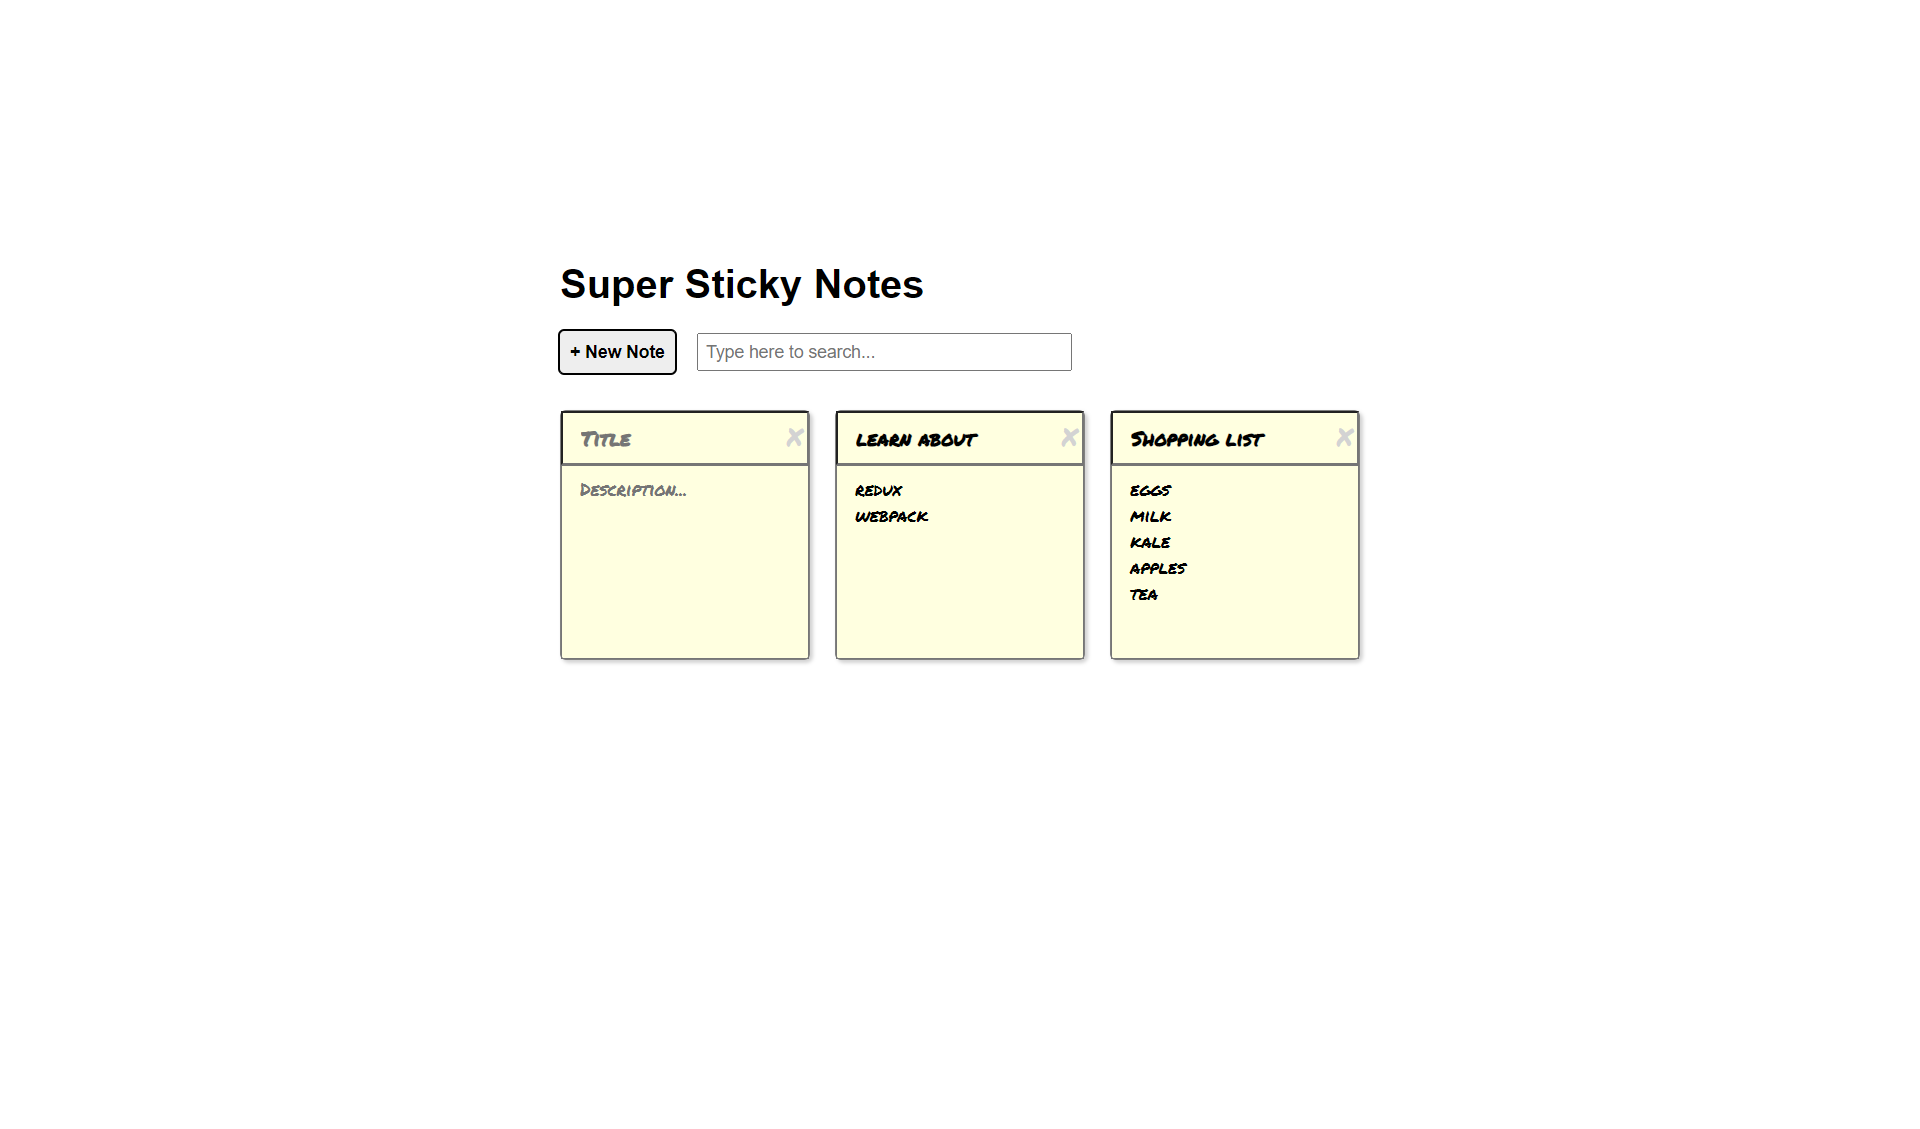 Super Sticky Notes
+ New Note
Type here to search...
Title
Description...
learn about
redux
webpack
Shopping list
eggs
milk
kale
apples
tea